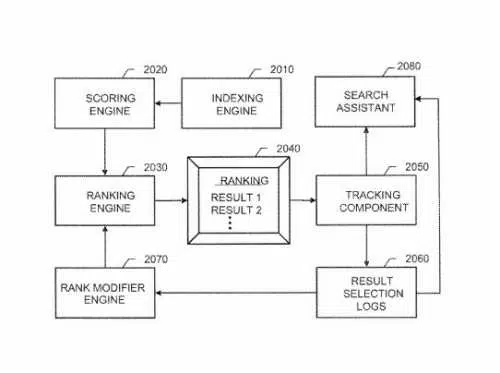 2020
SCORING
ENGINE
2010
INDEXING
ENGINE
2080
SEARCH
ASSISTANT
2030
RANKING
ENGINE
2040
RANKING
RESULT 1
RESULT 2
2050
TRACKING
COMPONENT
2070
RANK MODIFIER
ENGINE
2060
RESULT
SELECTION
LOGS